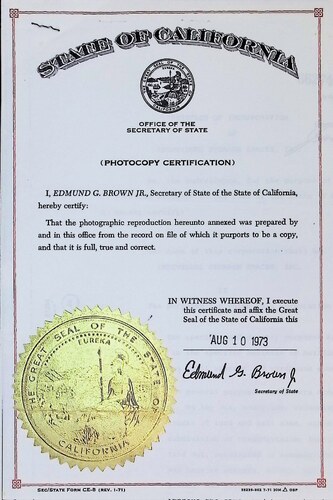 STATE OF CALIFORNIA
OFFICE OF THE
SECRETARY OF STATE
(PHOTOCOPY CERTIFICATION)
I, EDMUND G. BROWN JR., Secretary of State of the State of California,
hereby certify:
That the photographic reproduction hereunto annexed was prepared by
and in this office from the record on file of which it purports to be a copy,
and that it is full, true and correct.
IN WITNESS WHEREOF, I execute
this certificate and affix the Great
Seal of the State of California this
AUG 10 1973
Edmund G. Brown Jr
Secretary of State
THE GREAT SEAL OF THE STATE OF CALIFORNIA
EUREKA
SEC/STATE FORM CE-8 (REV. 1-71)
OSP